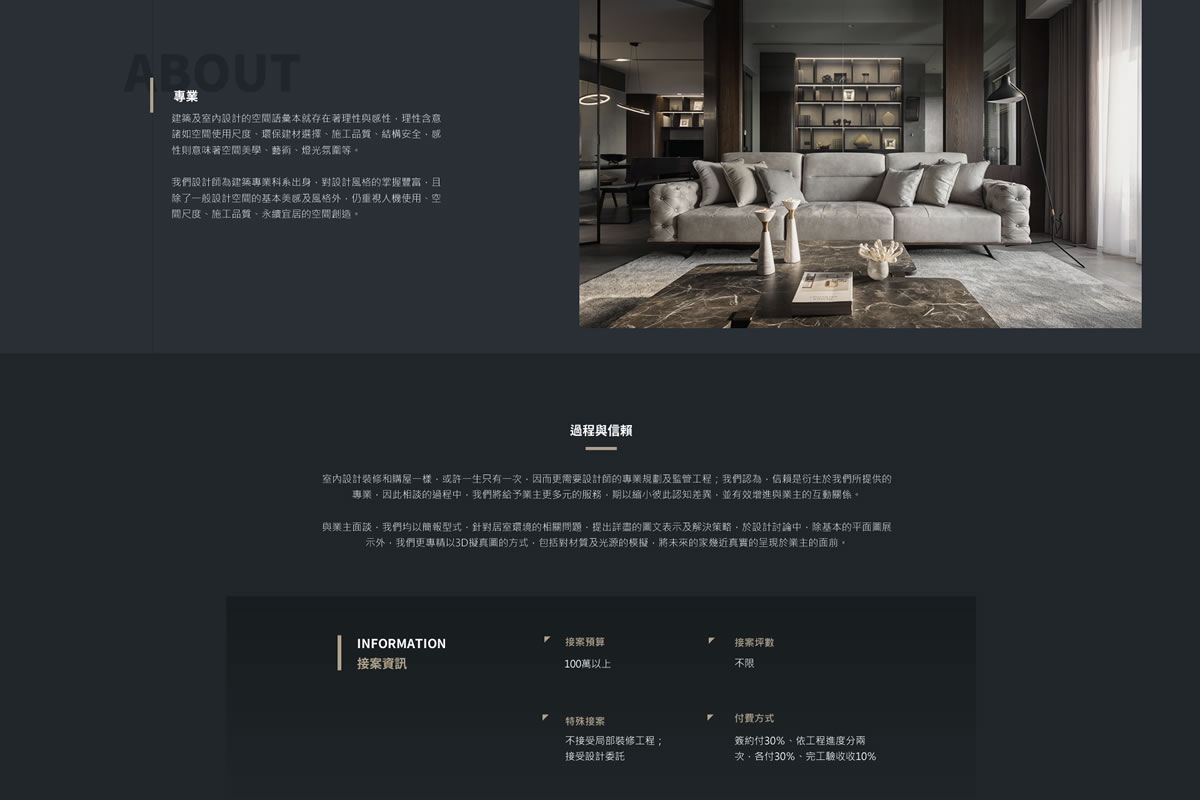 ABOUT
專業
建築及室內設計的空間語彙本就存在著理性與感性，理性含意
諸如空間使用尺度、環保建材選擇、施工品質、結構安全，感
性則意味著空間美學、藝術、燈光氛圍等。
我們設計師為建築專業科系出身，對設計風格的掌握豐富，且
除了一般設計空間的基本美感及風格外，仍重視人機使用、空
間尺度、施工品質、永續宜居的空間創造。
過程與信賴
室內設計裝修和購屋一樣，或許一生只有一次，因而更需要設計師的專業規劃及監管工程；我們認為，信賴是衍生於我們所提供的
專業，因此相談的過程中，我們將給予業主更多元的服務，期以縮小彼此認知差異，並有效增進與業主的互動關係。
與業主面談，我們均以簡報型式，針對居室環境的相關問題，提出詳盡的圖文表示及解決策略，於設計討論中，除基本的平面圖展
示外，我們更專精以3D擬真圖的方式，包括對材質及光源的模擬，將未來的家幾近真實的呈現於業主的面前。
INFORMATION
接案資訊
接案預算
100萬以上
接案坪數
不限
特殊接案
不接受局部裝修工程；
接受設計委託
付費方式
簽約付30%、依工程進度分兩
次，各付30%、完工驗收收10%